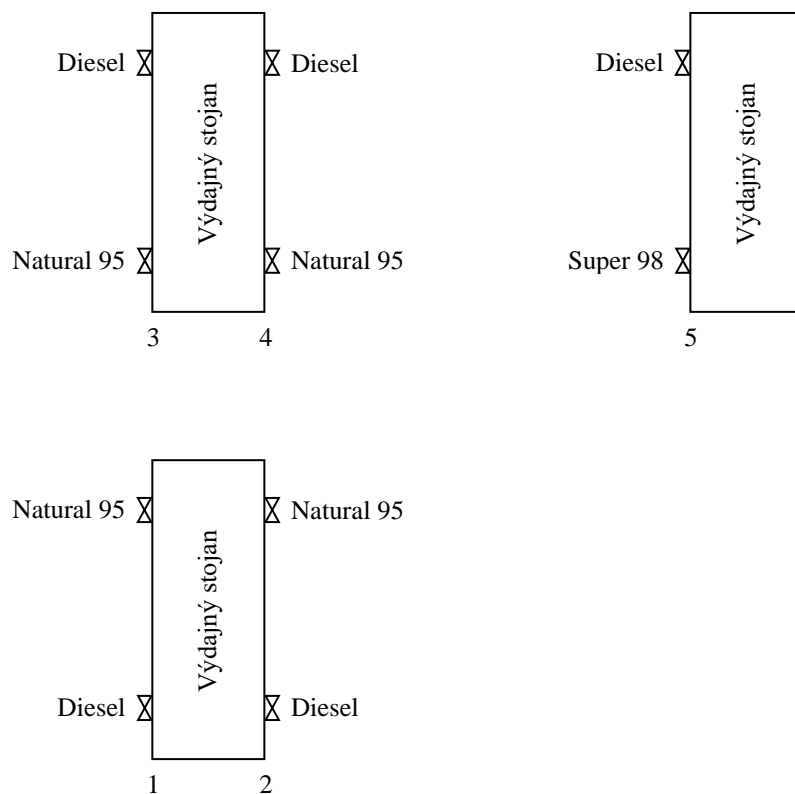 Diesel Diesel Diesel
Výdajný stojan Výdajný stojan
Natural 95 Natural 95 Super 98
3 4 5
Natural 95 Natural 95
Výdajný stojan
Diesel Diesel
1 2